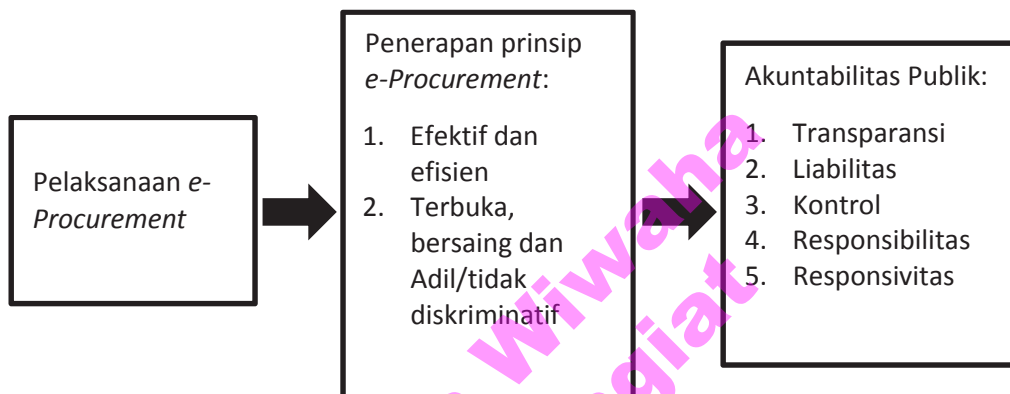 Pelaksanaan e-
Procurement
Penerapan prinsip
e-Procurement:
1. Efektif dan
efisien
2. Terbuka,
bersaing dan
Adil/tidak
diskriminatif
Akuntabilitas Publik:
1. Transparansi
2. Liabilitas
3. Kontrol
4. Responsibilitas
5. Responsivitas
Wiwaha